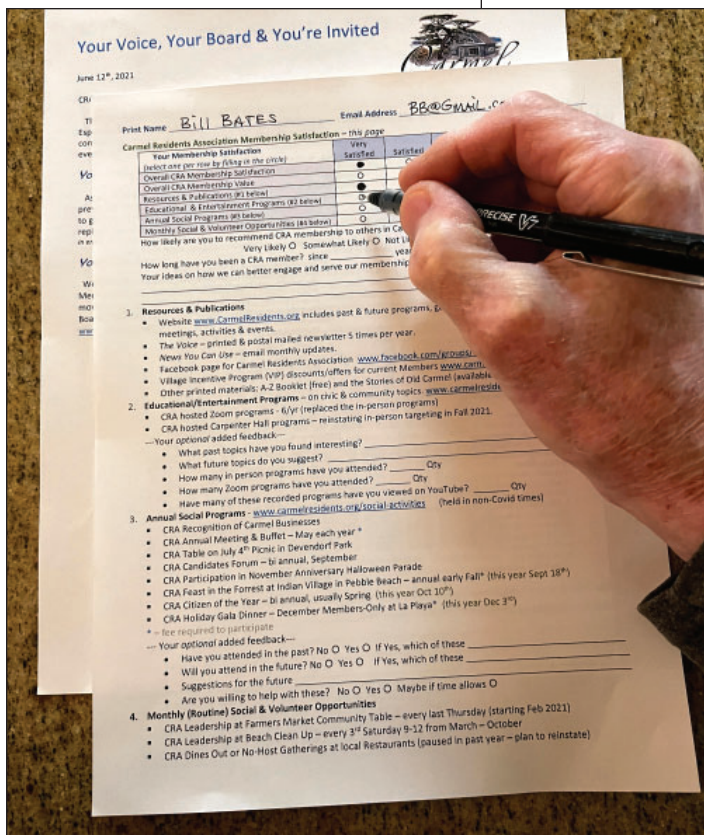 Your Voice, Your Board & You're Invited
Carmel
June 12th, 2021
Print Name Bill BATES Email Address BB@GMAIL.co
Carmel Residents Association Membership Satisfaction – this page
Your Membership Satisfaction Very Satisfied Satisfied
(select one per row by filling in the circle)
Overall CRA Membership Satisfaction
Overall CRA Membership Value
Resources & Publications (#1 below)
Educational & Entertainment Programs (#2 below)
Annual Social Programs (#3 below)
Monthly Social & Volunteer Opportunities (#4 below)
How likely are you to recommend CRA membership to others in Ca
Very Likely O Somewhat Likely O Not Li
How long have you been a CRA member? since ________ yea
Your ideas on how we can better engage and serve our membership
1. Resources & Publications
• Website www.CarmelResidents.org includes past & future programs,
meetings, activities & events.
• The Voice – printed & postal mailed newsletter 5 times per year.
• News You Can Use – email monthly updates.
• Facebook page for Carmel Residents Association www.facebook.com/groups/
• Village Incentive Program (VIP) discounts/offers for current Members www.carm
• Other printed materials: A-Z Booklet (free) and the Stories of Old Carmel (available
2. Educational/Entertainment Programs – on civic & community topics www.carmelreside
• CRA hosted Zoom programs - 6/yr (replaced the in-person programs)
• CRA hosted Carpenter Hall programs – reinstating in-person targeting in Fall 2021.
---Your optional added feedback---
• What past topics have you found interesting?
• What future topics do you suggest?
• How many in person programs have you attended? ______ Qty
• How many Zoom programs have you attended? ______ Qty
• Have many of these recorded programs have you viewed on YouTube? ______ Qty
3. Annual Social Programs - www.carmelresidents.org/social-activities (held in non-Covid times)
• CRA Recognition of Carmel Businesses
• CRA Annual Meeting & Buffet – May each year *
• CRA Table on July 4th Picnic in Devendorf Park
• CRA Candidates Forum – bi annual, September
• CRA Participation in November Anniversary Halloween Parade
• CRA Feast in the Forrest at Indian Village in Pebble Beach – annual early Fall* (this year Sept 18th)
• CRA Citizen of the Year – bi annual, usually Spring (this year Oct 10th)
• CRA Holiday Gala Dinner – December Members-Only at La Playa* (this year Dec 3rd)
* – fee required to participate
--- Your optional added feedback---
• Have you attended in the past? No O Yes O If Yes, which of these
• Will you attend in the future? No O Yes O If Yes, which of these
• Suggestions for the future
• Are you willing to help with these? No O Yes O Maybe if time allows O
4. Monthly (Routine) Social & Volunteer Opportunities
• CRA Leadership at Farmers Market Community Table – every last Thursday (starting Feb 2021)
• CRA Leadership at Beach Clean Up – every 3rd Saturday 9-12 from March – October
• CRA Dines Out or No-Host Gatherings at local Restaurants (paused in past year – plan to reinstate)
PRECISE V5